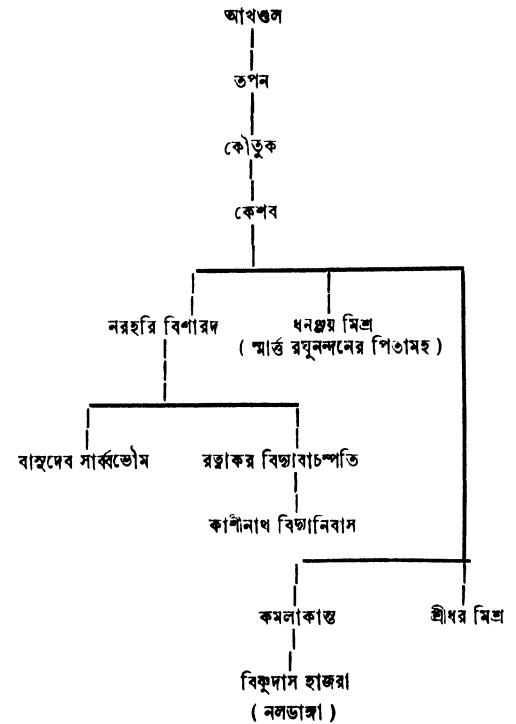 আখণ্ডল
তপন
কৌতুক
কেশব
নরহরি বিশারদ
ধনঞ্জয় মিশ্র
( স্মার্ত্ত রঘুনন্দনের পিতামহ )
বাসুদেব সার্ব্বভৌম
রত্নাকর বিদ্যাবাচস্পতি
কাশীনাথ বিদ্যানিবাস
কমলাকান্ত
শ্রীধর মিশ্র
বিষ্ণুদাস হাজরা
( নলডাঙ্গা )